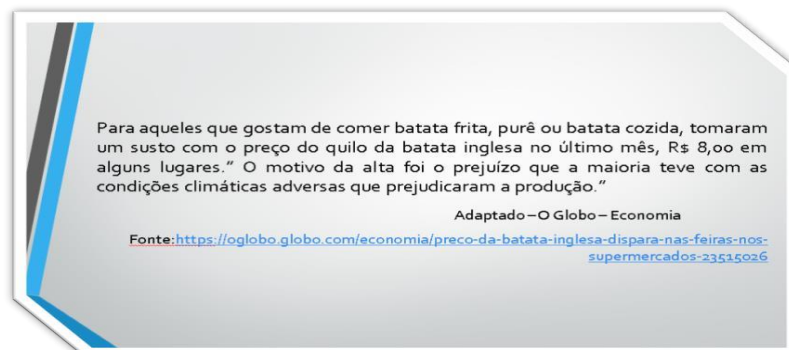 Para aqueles que gostam de comer batata frita, purê ou batata cozida, tomaram
um susto com o preço do quilo da batata inglesa no último mês, R$ 8,00 em
alguns lugares.” O motivo da alta foi o prejuízo que a maioria teve com as
condições climáticas adversas que prejudicaram a produção.”
Adaptado – O Globo – Economia
Fonte:https://oglobo.globo.com/economia/preco-da-batata-inglesa-dispara-nas-feiras-nos-
supermercados-23515026